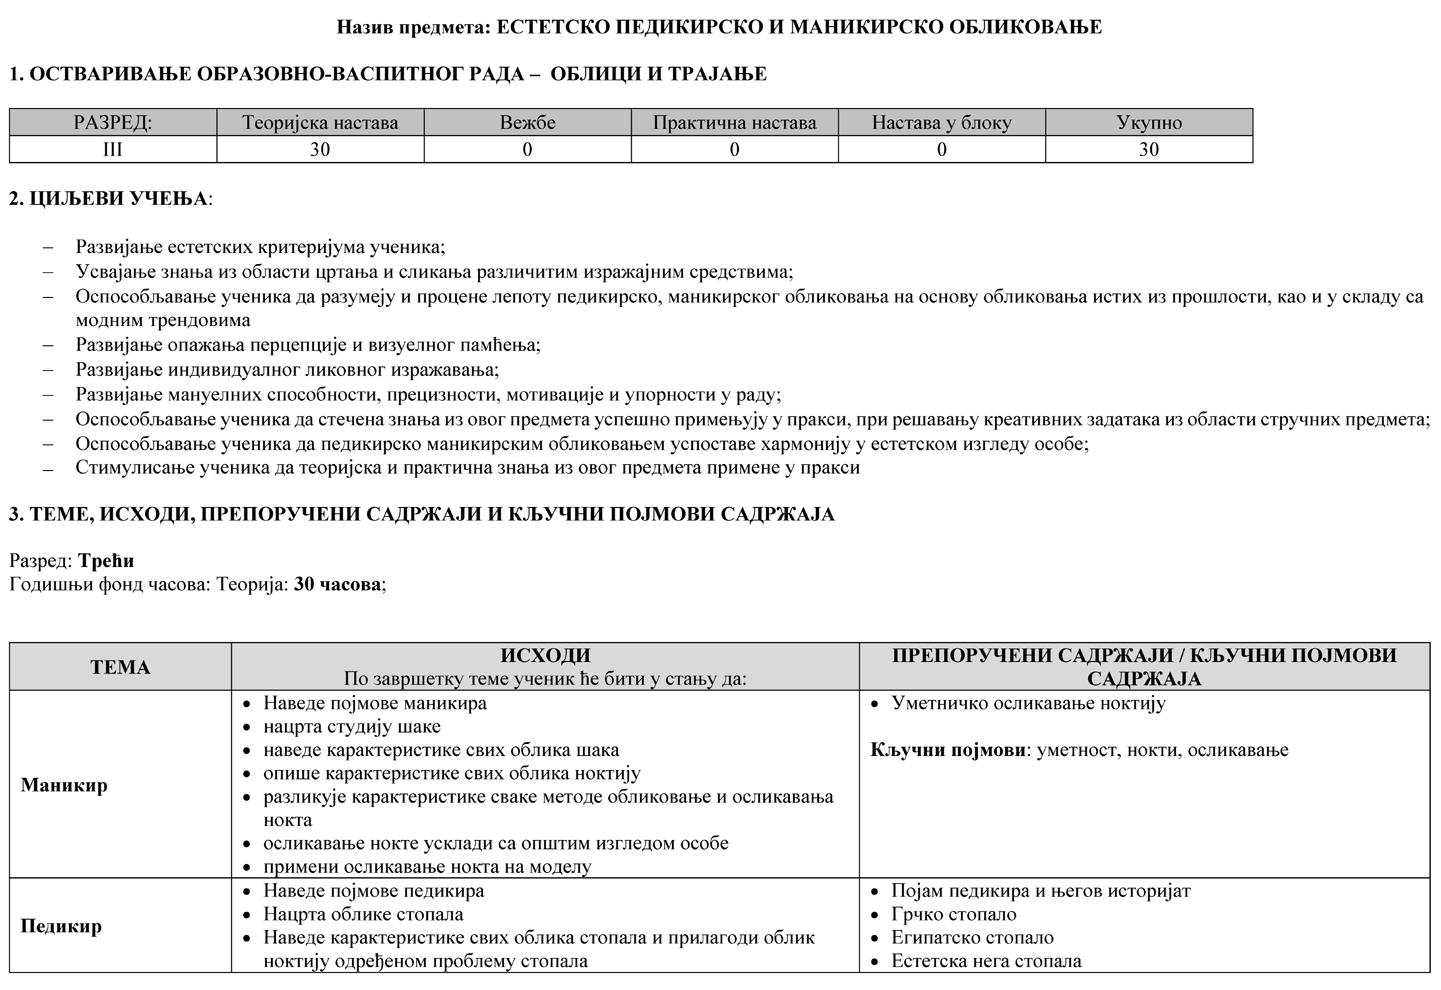 Назив предмета: ЕСТЕТСКО ПЕДИКИРСКО И МАНИКИРСКО ОБЛИКОВАЊЕ
1. ОСТВАРИВАЊЕ ОБРАЗОВНО-ВАСПИТНОГ РАДА – ОБЛИЦИ И ТРАЈАЊЕ
РАЗРЕД: Теоријска настава Вежбе Практична настава Настава у блоку Укупно
III 30 0 0 0 30
2. ЦИЉЕВИ УЧЕЊА:
– Развијање естетских критеријума ученика;
– Усвајање знања из области цртања и сликања различитим изражајним средствима;
– Оспособљавање ученика да разумеју и процене лепоту педикирско, маникирског обликовања на основу обликовања истих из прошлости, као и у складу са
модним трендовима
– Развијање опажања перцепције и визуелног памћења;
– Развијање индивидуалног ликовног изражавања;
– Развијање мануелних способности, прецизности, мотивације и упорности у раду;
– Оспособљавање ученика да стечена знања из овог предмета успешно примењују у пракси, при решавању креативних задатака из области стручних предмета;
– Оспособљавање ученика да педикирско маникирским обликовањем успоставе хармонију у естетском изгледу особе;
– Стимулисање ученика да теоријска и практична знања из овог предмета примене у пракси
3. ТЕМЕ, ИСХОДИ, ПРЕПОРУЧЕНИ САДРЖАЈИ И КЉУЧНИ ПОЈМОВИ САДРЖАЈА
Разред: Трећи
Годишњи фонд часова: Теорија: 30 часова;
ТЕМА
ИСХОДИ
По завршетку теме ученик ће бити у стању да:
ПРЕПОРУЧЕНИ САДРЖАЈИ / КЉУЧНИ ПОЈМОВИ
САДРЖАЈА
Маникир
• Наведе појмове маникира
• нацрта студију шаке
• наведе карактеристике свих облика шака
• опише карактеристике свих облика ноктију
• разликује карактеристике сваке методе обликовање и осликавања
нокта
• осликавање нокте усклади са општим изгледом особе
• примени осликавање нокта на моделу
• Уметничко осликавање ноктију
Кључни појмови: уметност, нокти, осликавање
Педикир
• Наведе појмове педикира
• Нацрта облике стопала
• Наведе карактеристике свих облика стопала и прилагоди облик
ноктију одређеном проблему стопала
• Појам педикира и његов историјат
• Грчко стопало
• Египатско стопало
• Естетска нега стопала